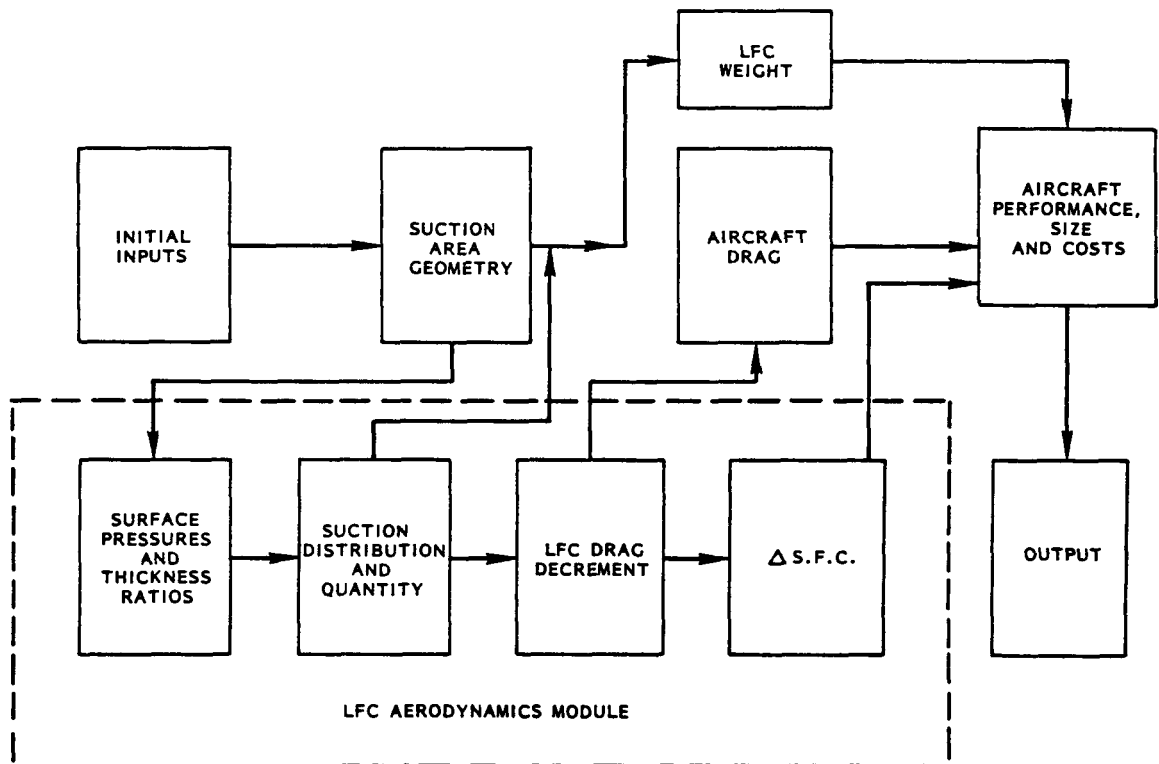 LFC
WEIGHT
INITIAL
INPUTS
SUCTION
AREA
GEOMETRY
AIRCRAFT
DRAG
AIRCRAFT
PERFORMANCE,
SIZE
AND COSTS
SURFACE
PRESSURES
AND
THICKNESS
RATIOS
SUCTION
DISTRIBUTION
AND
QUANTITY
LFC DRAG
DECREMENT
Δ S.F.C.
OUTPUT
LFC AERODYNAMICS MODULE